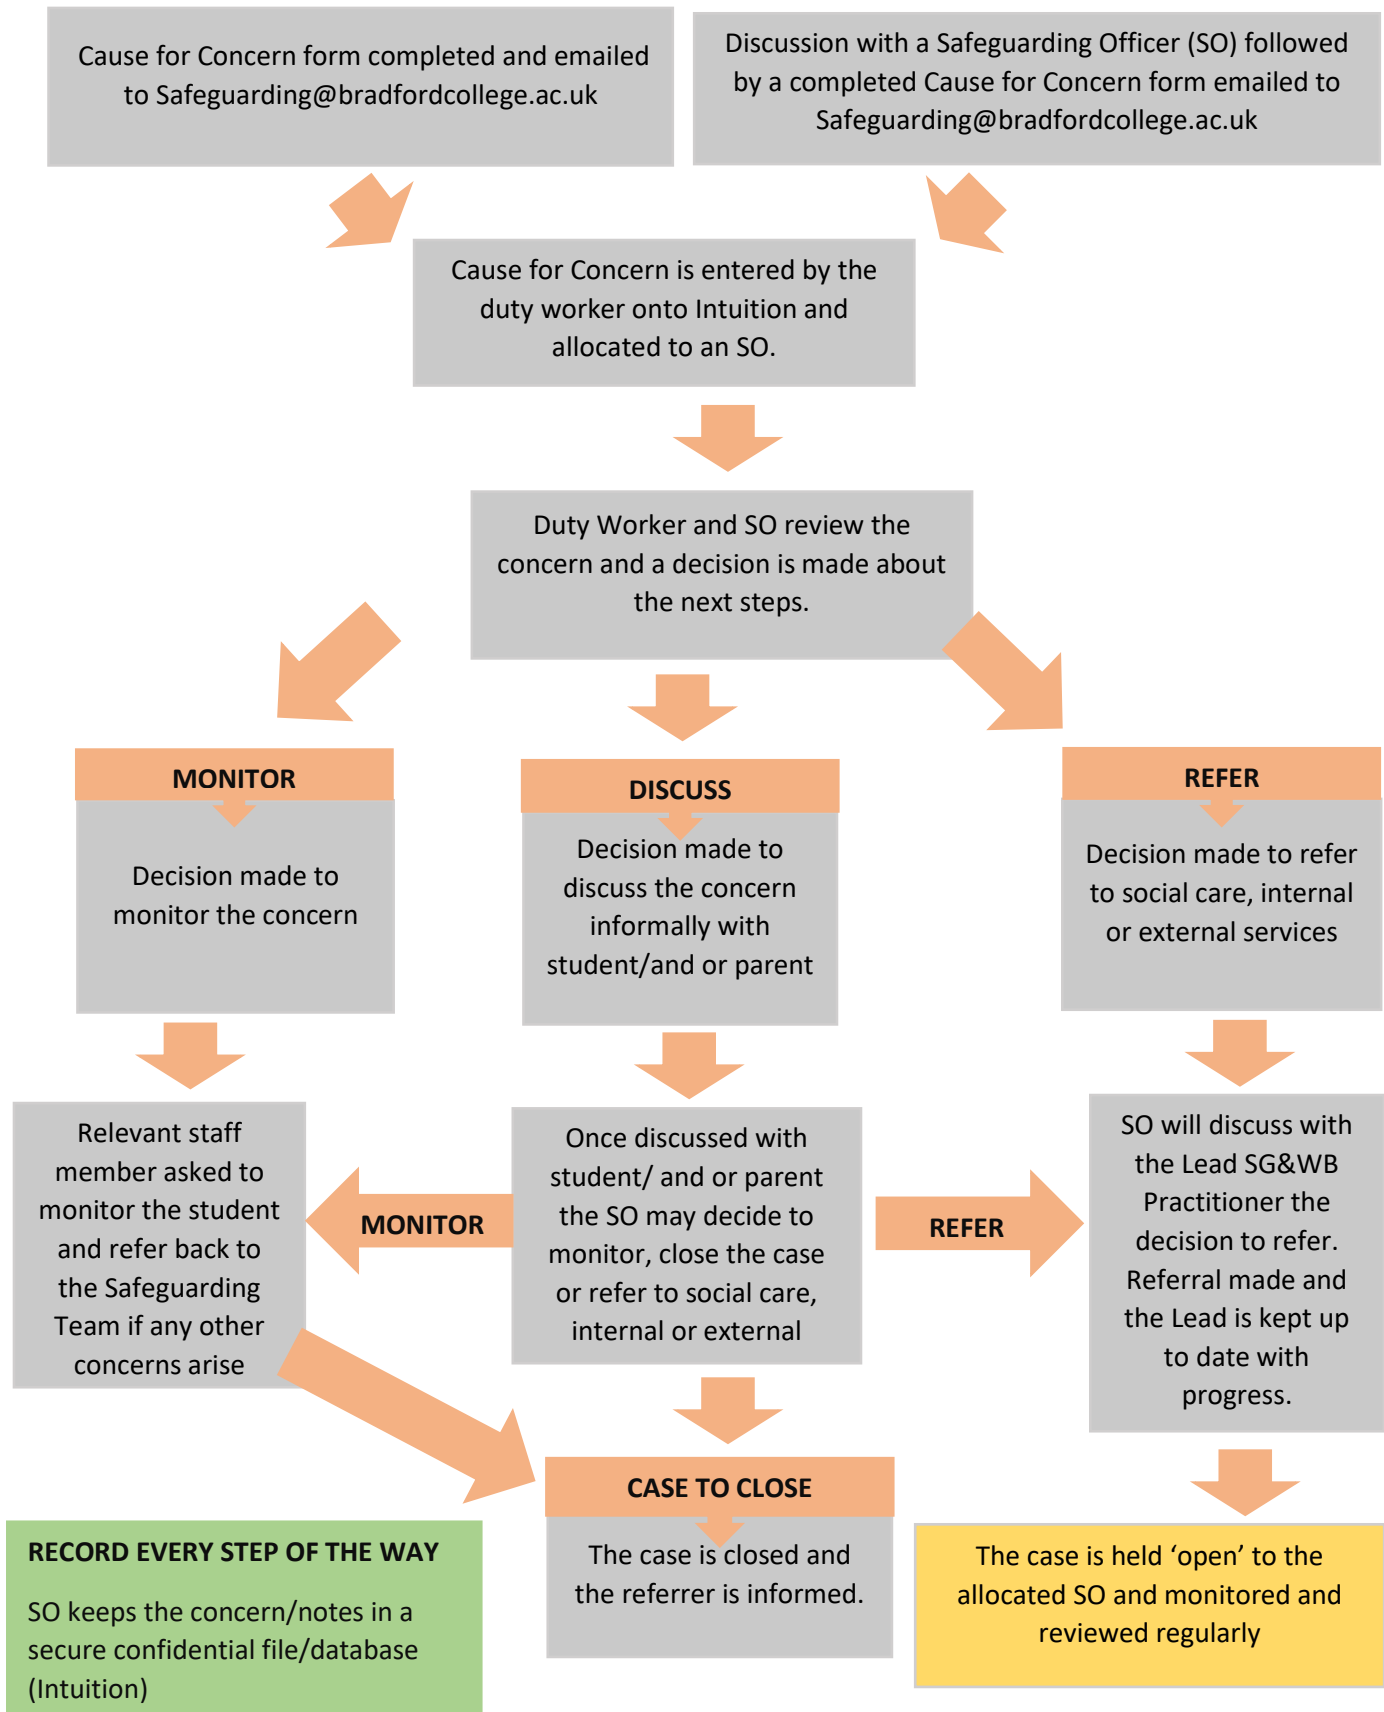 Cause for Concern form completed and emailed
to Safeguarding@bradfordcollege.ac.uk
Discussion with a Safeguarding Officer (SO) followed
by a completed Cause for Concern form emailed to
Safeguarding@bradfordcollege.ac.uk
Cause for Concern is entered by the
duty worker onto Intuition and
allocated to an SO.
Duty Worker and SO review the
concern and a decision is made about
the next steps.
MONITOR
Decision made to
monitor the concern
DISCUSS
Decision made to
discuss the concern
informally with
student/and or parent
REFER
Decision made to refer
to social care, internal
or external services
Relevant staff
member asked to
monitor the student
and refer back to
the Safeguarding
Team if any other
concerns arise
MONITOR
Once discussed with
student/ and or parent
the SO may decide to
monitor, close the case
or refer to social care,
internal or external
REFER
SO will discuss with
the Lead SG&WB
Practitioner the
decision to refer.
Referral made and
the Lead is kept up
to date with
progress.
CASE TO CLOSE
The case is closed and
the referrer is informed.
RECORD EVERY STEP OF THE WAY
SO keeps the concern/notes in a
secure confidential file/database
(Intuition)
The case is held ‘open’ to the
allocated SO and monitored and
reviewed regularly